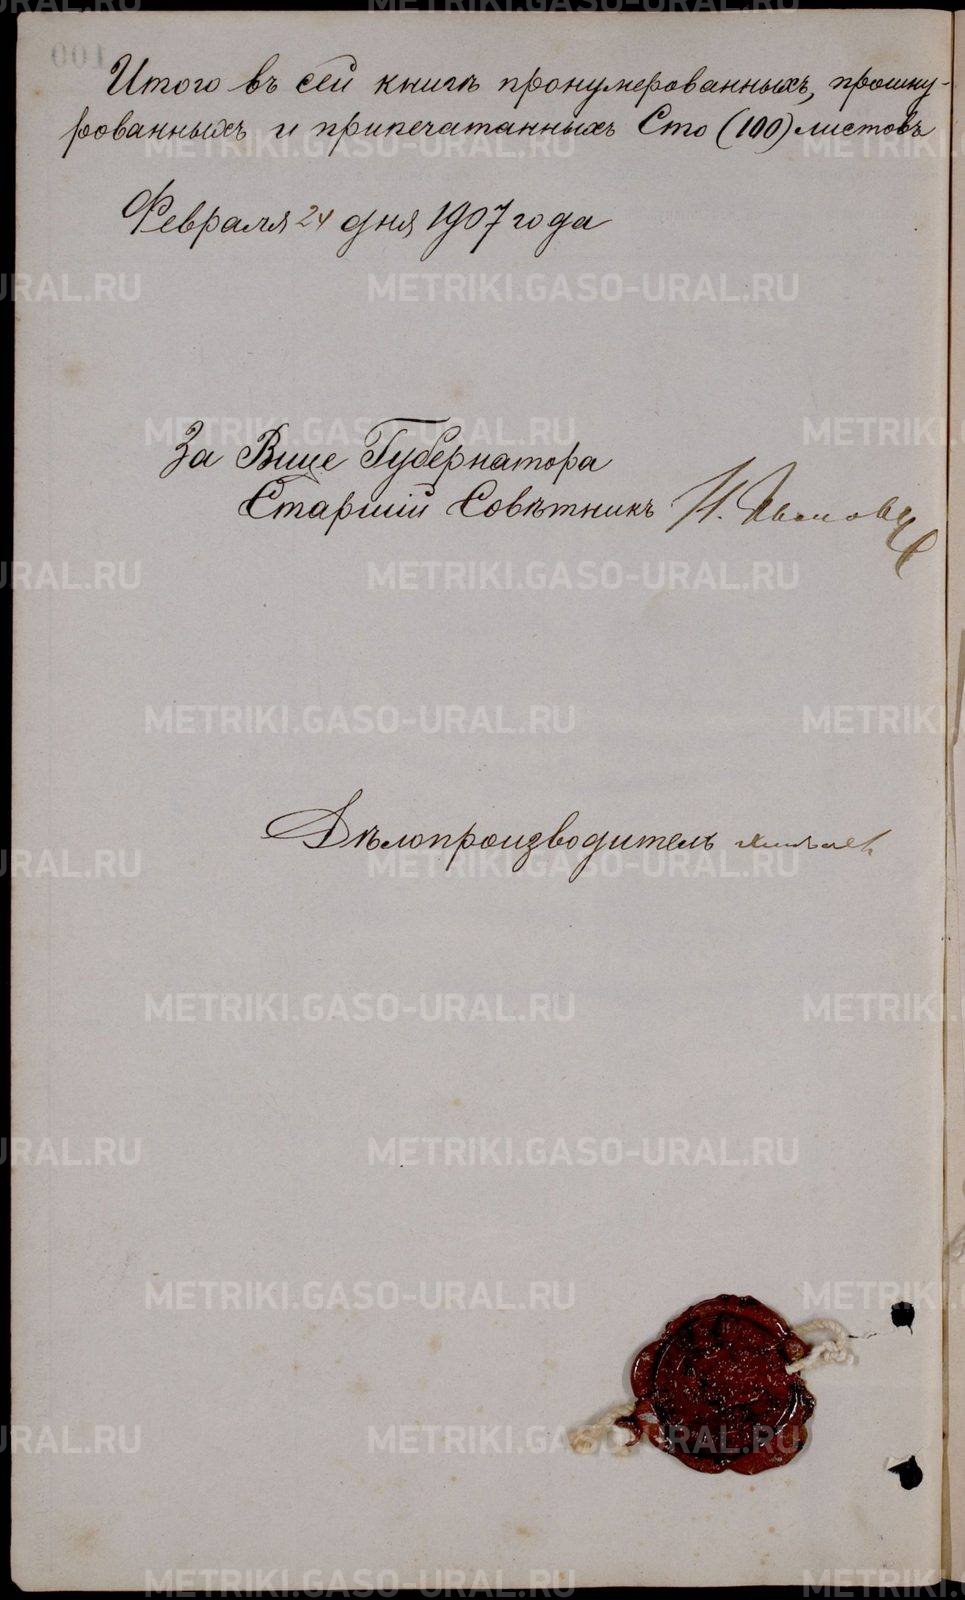 Итого въ сей книгѣ пронумерованныхъ, прошну-
рованныхъ и припечатанныхъ Сто (100) листовъ
Февраля 24 дня 1907 года
За Вице Губернатора
Старшій Совѣтникъ Н. Ивановъ
Дѣлопроизводитель
METRIKI.GASO-URAL.RU